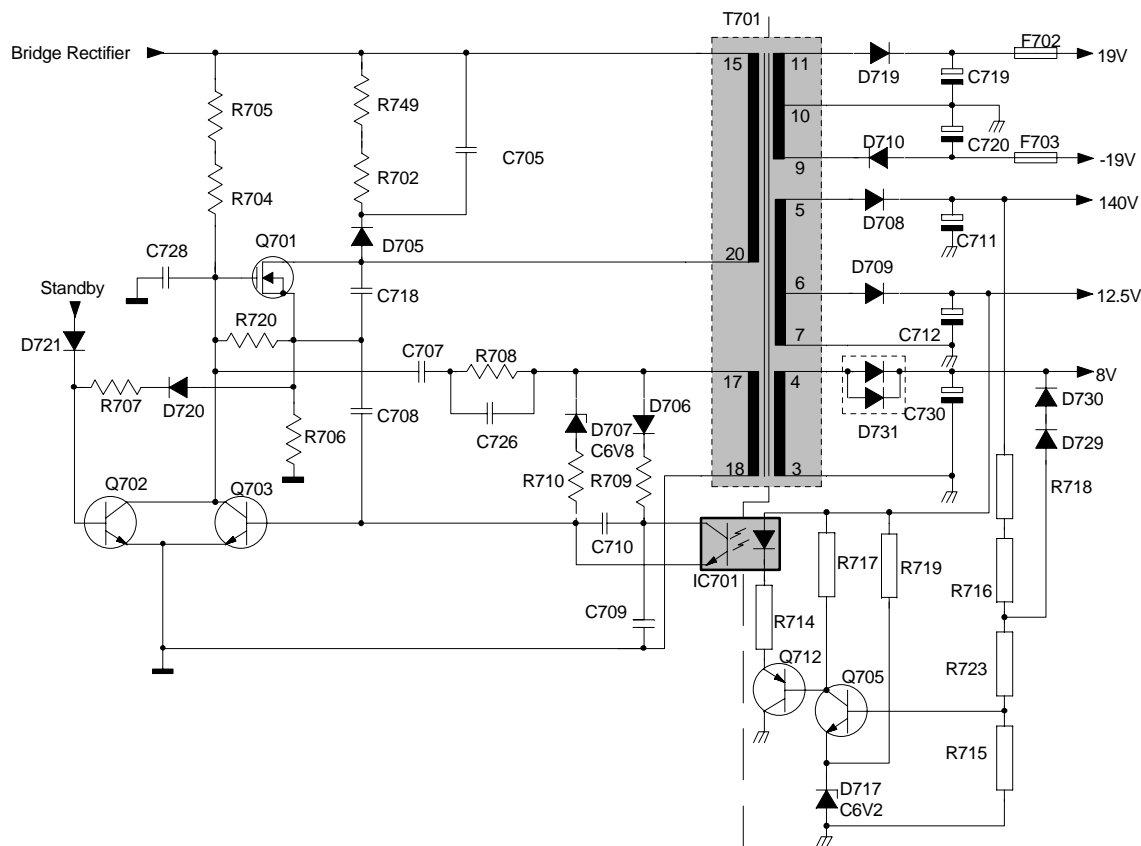 T701
Bridge Rectifier
15
11
D719
C719
F702
19V
R705
R749
10
R702
C705
D710
C720
F703
-19V
9
R704
5
D708
C711
140V
Q701
D705
20
C728
D709
6
12.5V
Standby
C718
R720
7
C712
D721
C707
R708
17
4
8V
R707
D720
C708
D706
C730
D730
R706
C726
D707
C6V8
D731
D729
18
3
R710
R709
R718
Q702
Q703
C710
IC701
R717
R719
R716
C709
R714
Q712
Q705
R723
R715
D717
C6V2